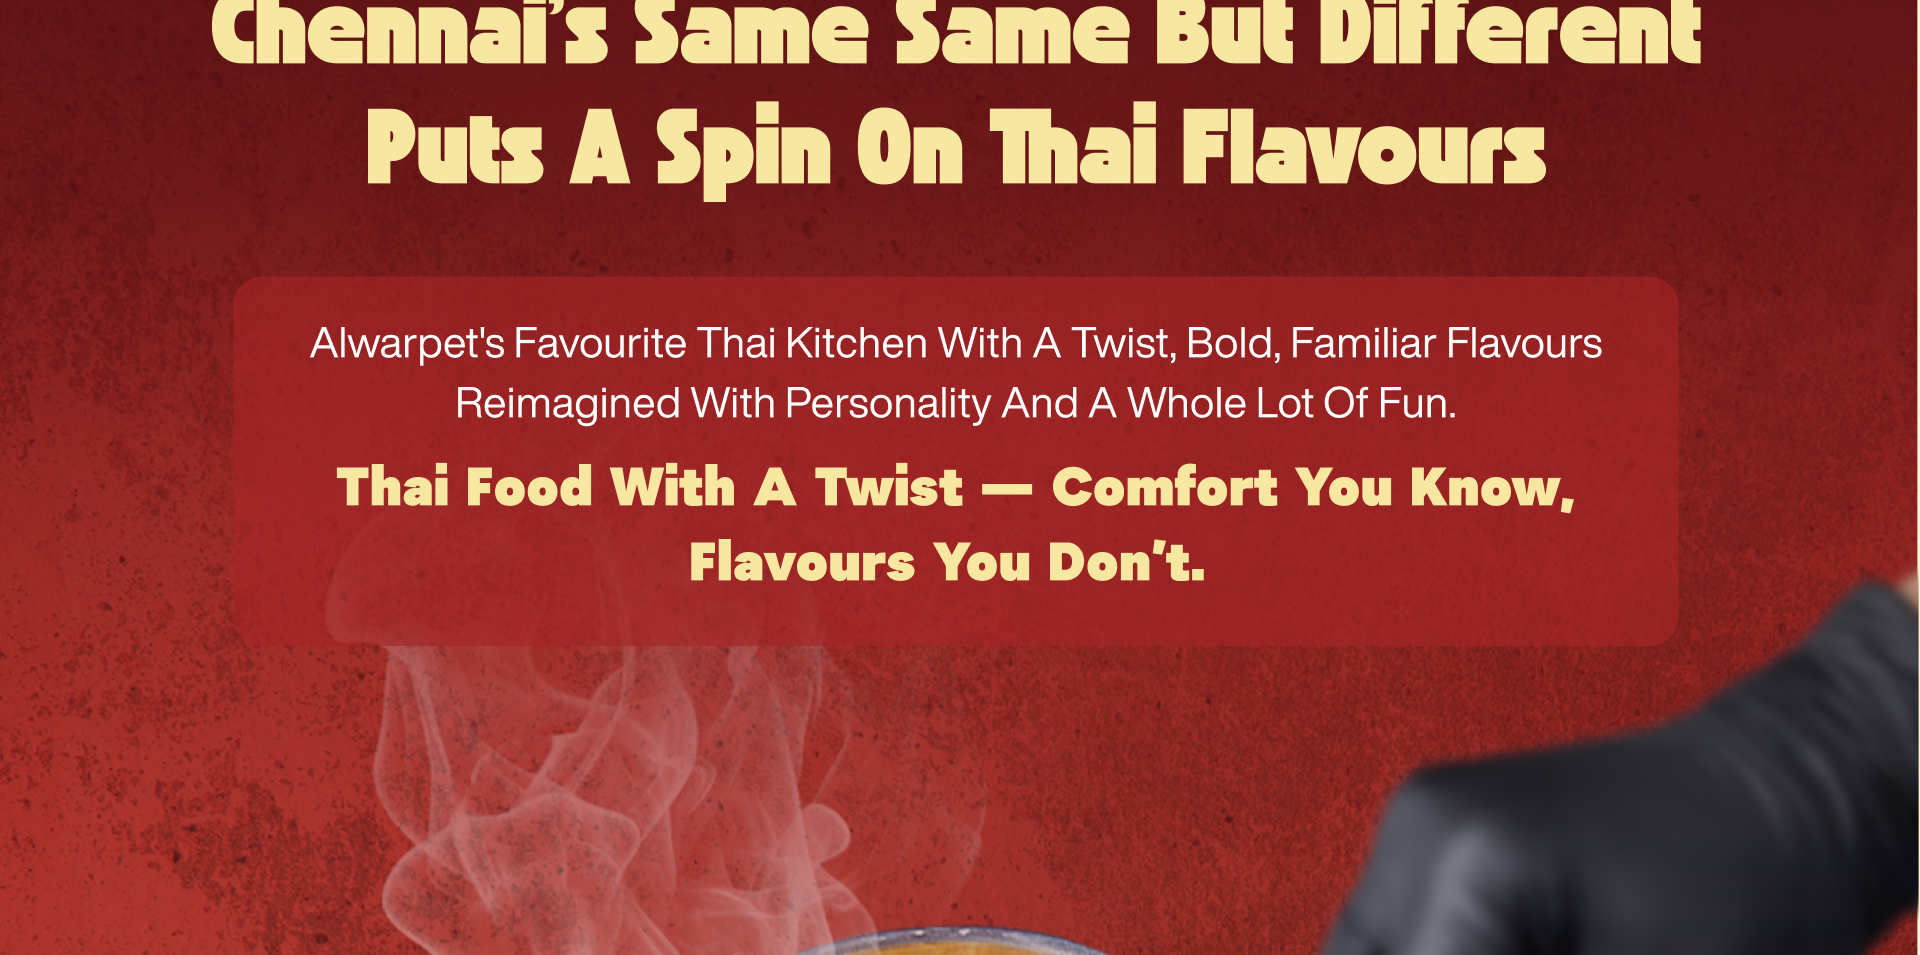 Chennai’s Same Same But Different
Puts A Spin On Thai Flavours
Alwarpet's Favourite Thai Kitchen With A Twist, Bold, Familiar Flavours
Reimagined With Personality And A Whole Lot Of Fun.
Thai Food With A Twist — Comfort You Know,
Flavours You Don’t.